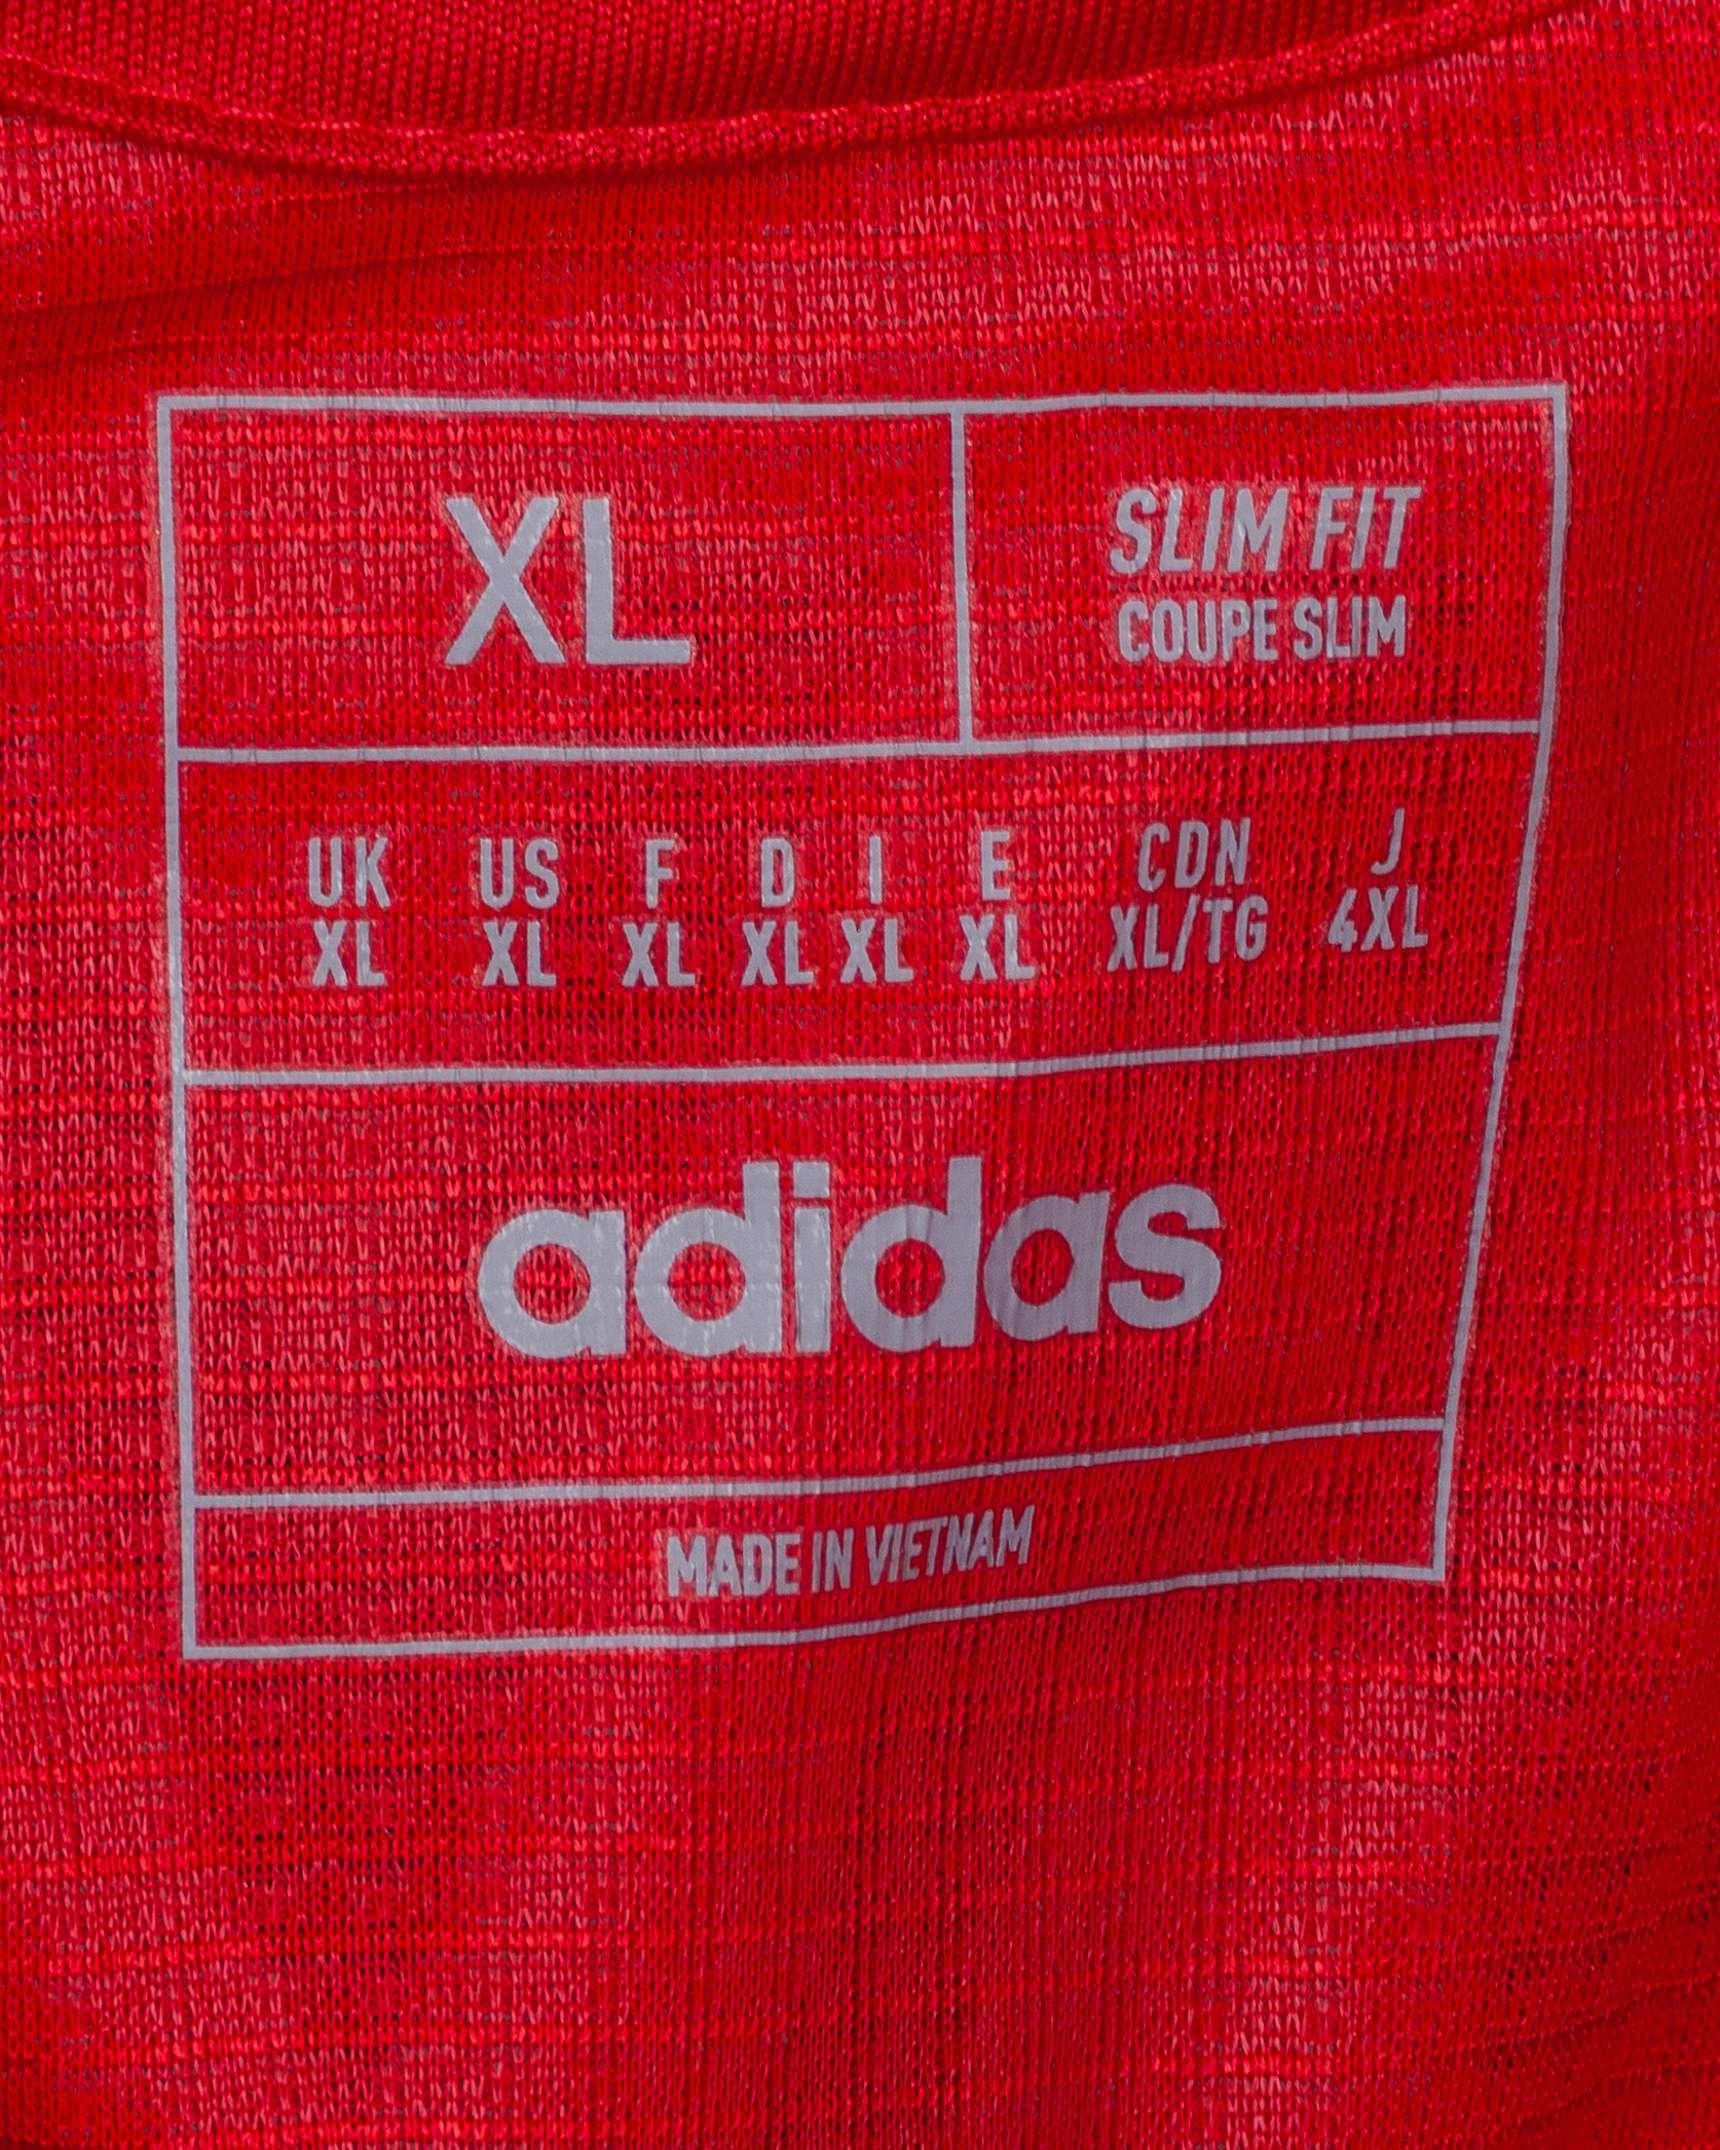 XL
SLIM FIT
COUPE SLIM
UK US F D I E CDN J
XL XL XL XL XL XL XL/TG 4XL
adidas
MADE IN VIETNAM